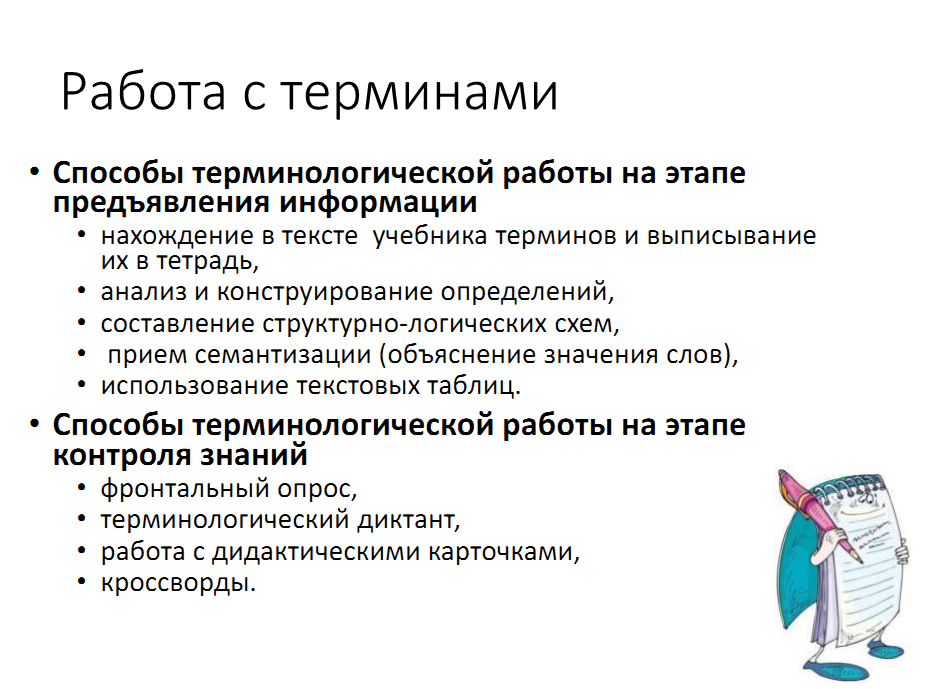 Работа с терминами
• Способы терминологической работы на этапе
предъявления информации
• нахождение в тексте  учебника терминов и выписывание
их в тетрадь,
• анализ и конструирование определений,
• составление структурно-логических схем,
•  прием семантизации (объяснение значения слов),
• использование текстовых таблиц.
• Способы терминологической работы на этапе
контроля знаний
• фронтальный опрос,
• терминологический диктант,
• работа с дидактическими карточками,
• кроссворды.